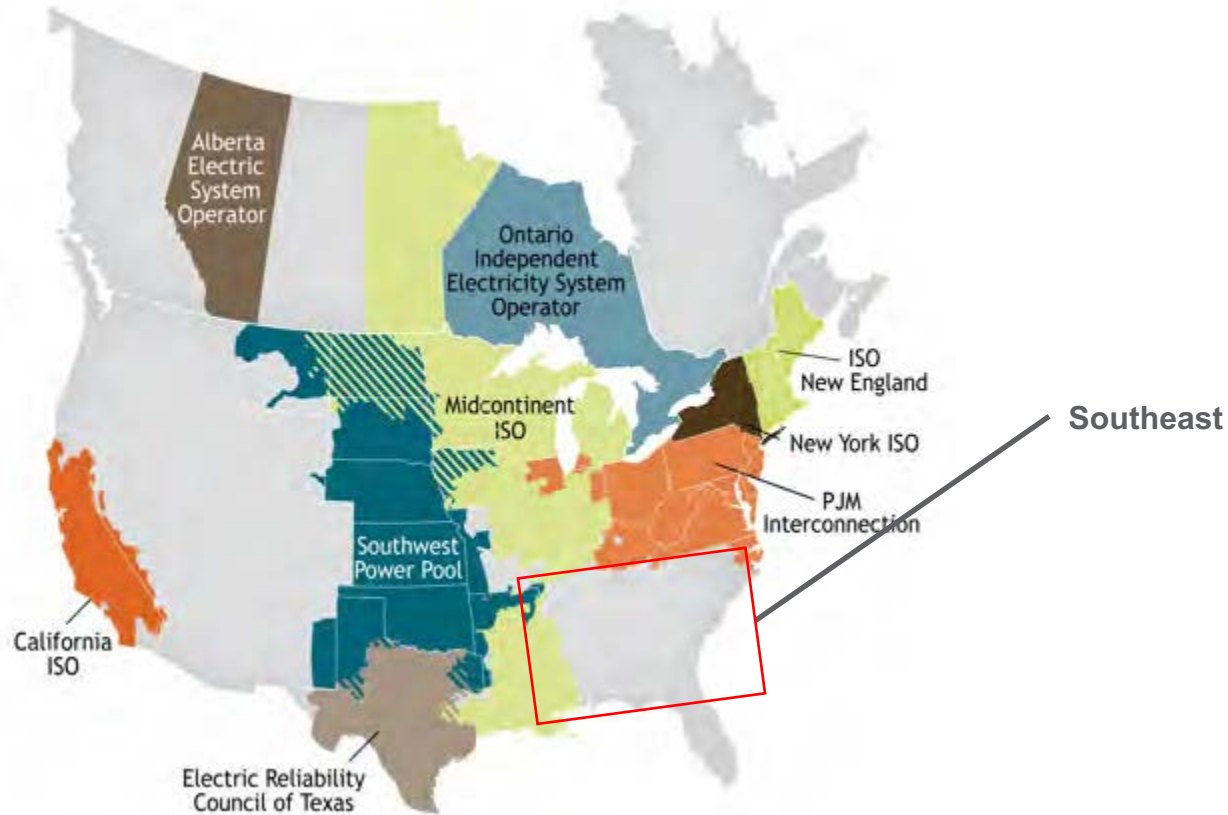 Alberta
Electric
System
Operator
Ontario
Independent
Electricity System
Operator
ISO
New England
Midcontinent
ISO
Southeast
New York ISO
PJM
Interconnection
Southwest
Power Pool
California
ISO
Electric Reliability
Council of Texas